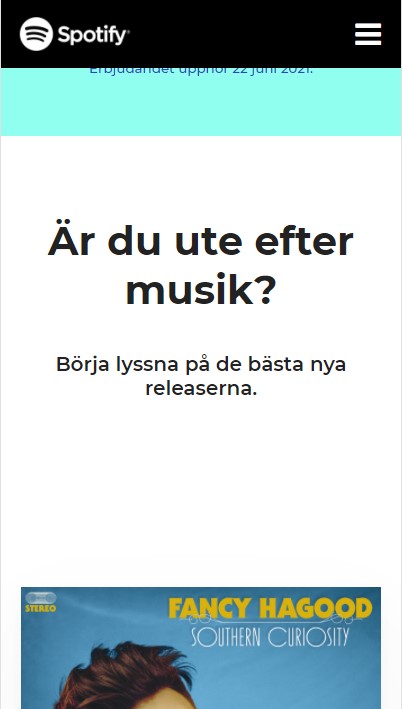 Spotify®
Erbjudandet upphör 22 juni 2021.
Är du ute efter
musik?
Börja lyssna på de bästa nya
releaserna.
STEREO
FANCY HAGOOD
SOUTHERN CURIOSITY